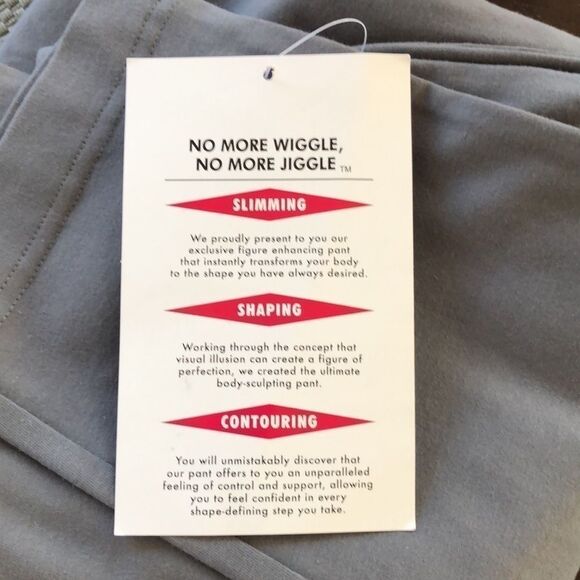 NO MORE WIGGLE,
NO MORE JIGGLE TM
SLIMMING
We proudly present to you our
exclusive figure enhancing pant
that instantly transforms your body
to the shape you have always desired.
SHAPING
Working through the concept that
visual illusion can create a figure of
perfection, we created the ultimate
body-sculpting pant.
CONTOURING
You will unmistakably discover that
our pant offers to you an unparalleled
feeling of control and support, allowing
you to feel confident in every
shape-defining step you take.